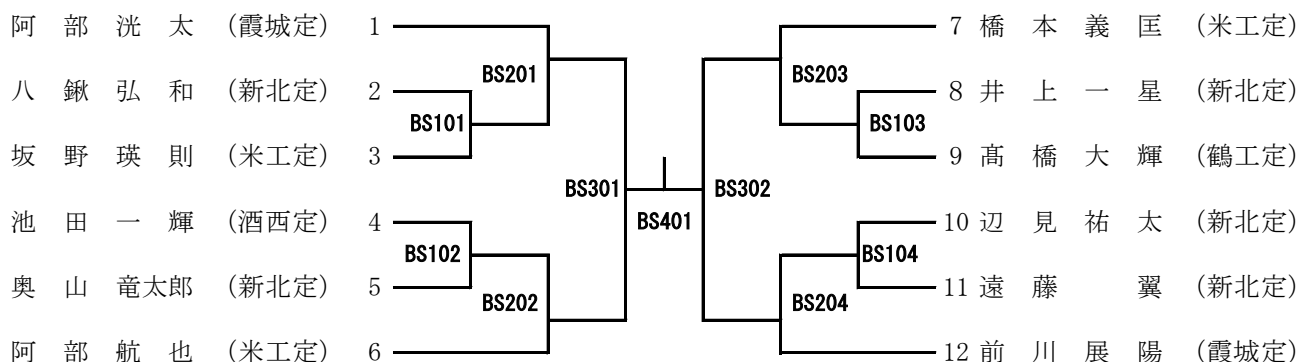 阿部洸太 (霞城定) 1
八鍬弘和 (新北定) 2
坂野瑛則 (米工定) 3
池田一輝 (酒西定) 4
奥山竜太郎 (新北定) 5
阿部航也 (米工定) 6
BS101
BS102
BS201
BS202
BS301
BS401
BS302
BS203
BS204
BS103
BS104
7 橋本義匡 (米工定)
8 井上一星 (新北定)
9 髙橋大輝 (鶴工定)
10 辺見祐太 (新北定)
11 遠藤翼 (新北定)
12 前川展陽 (霞城定)